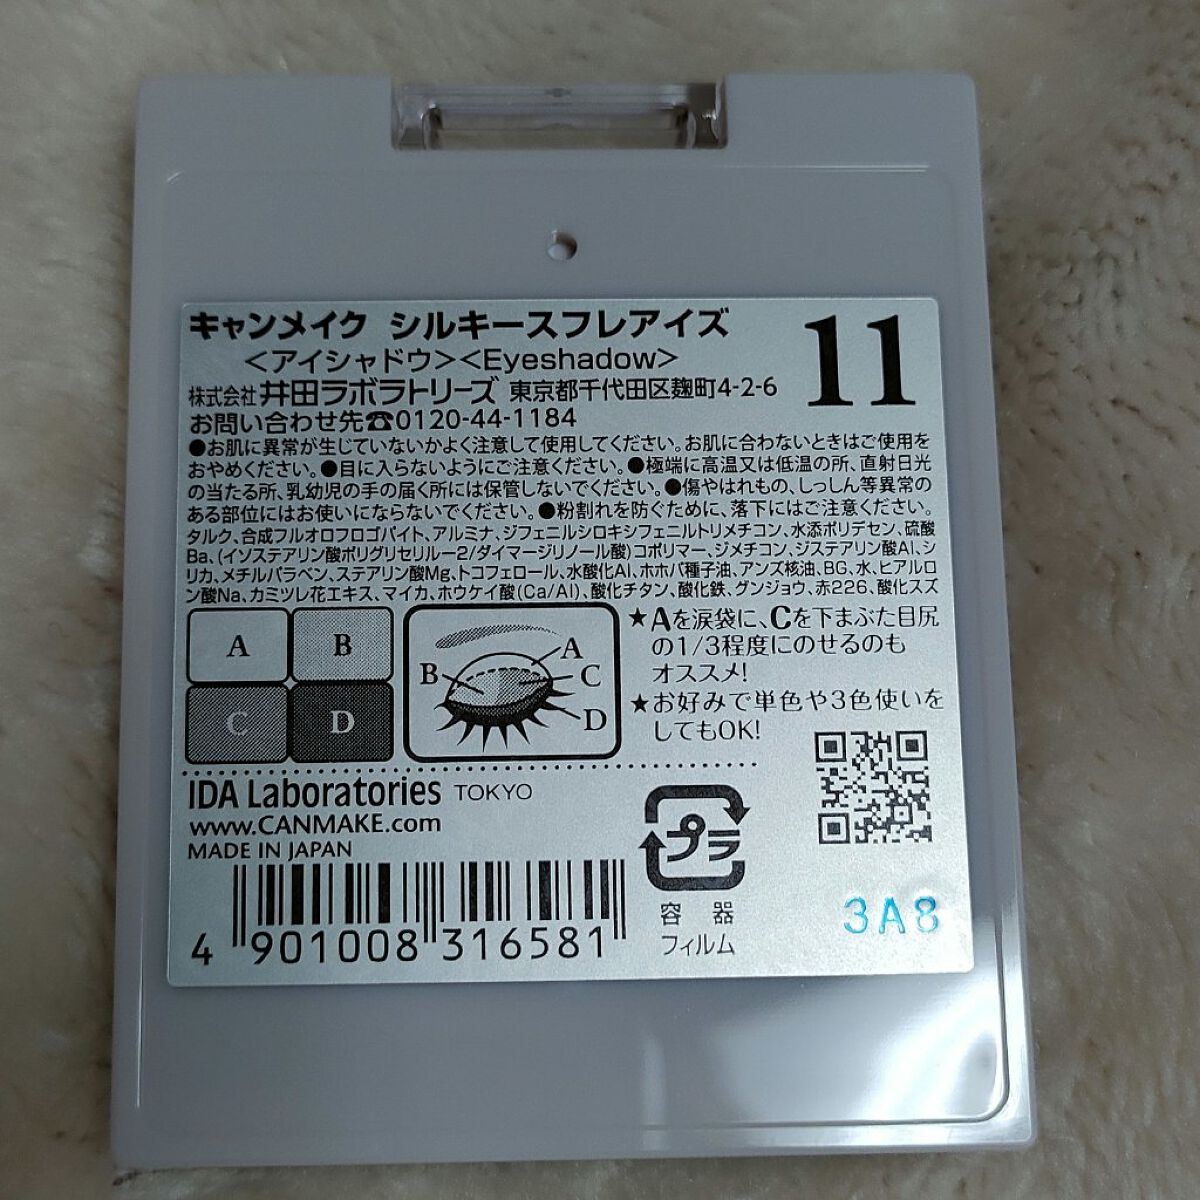 キャンメイク シルキースフレアイズ 11
<アイシャドウ><Eyeshadow>
株式会社井田ラボラトリーズ 東京都千代田区麹町4-2-6
お問い合わせ先☎0120-44-1184
●お肌に異常が生じていないかよく注意して使用してください。お肌に合わないときはご使用を
おやめください。●目に入らないようにご注意ください。●極端に高温又は低温の所、直射日光
の当たる所、乳幼児の手の届く所には保管しないでください。●傷やはれもの、しっしん等異常の
ある部位にはお使いにならないでください。●粉割れを防ぐために、落下にはご注意ください。
タルク、合成フルオロフロゴパイト、アルミナ、ジフェニルシロキシフェニルトリメチコン、水添ポリデセン、硫酸
Ba、(イソステアリン酸ポリグリセリル-2/ダイマージリノール酸)コポリマー、ジメチコン、ジステアリン酸Al、シ
リカ、メチルパラベン、ステアリン酸Mg、トコフェロール、水酸化Al、ホホバ種子油、アンズ核油、BG、水、ヒアルロ
ン酸Na、カミツレ花エキス、マイカ、ホウケイ酸(Ca/Al)、酸化チタン、酸化鉄、グンジョウ、赤226、酸化スズ
A B
C D
A
B C
D
★Aを涙袋に、Cを下まぶた目尻
の1/3程度にのせるのも
オススメ!
★お好みで単色や3色使いを
してもOK!
IDA Laboratories TOKYO
www.CANMAKE.com
MADE IN JAPAN
4 901008 316581
プラ
容器
フィルム
3A8